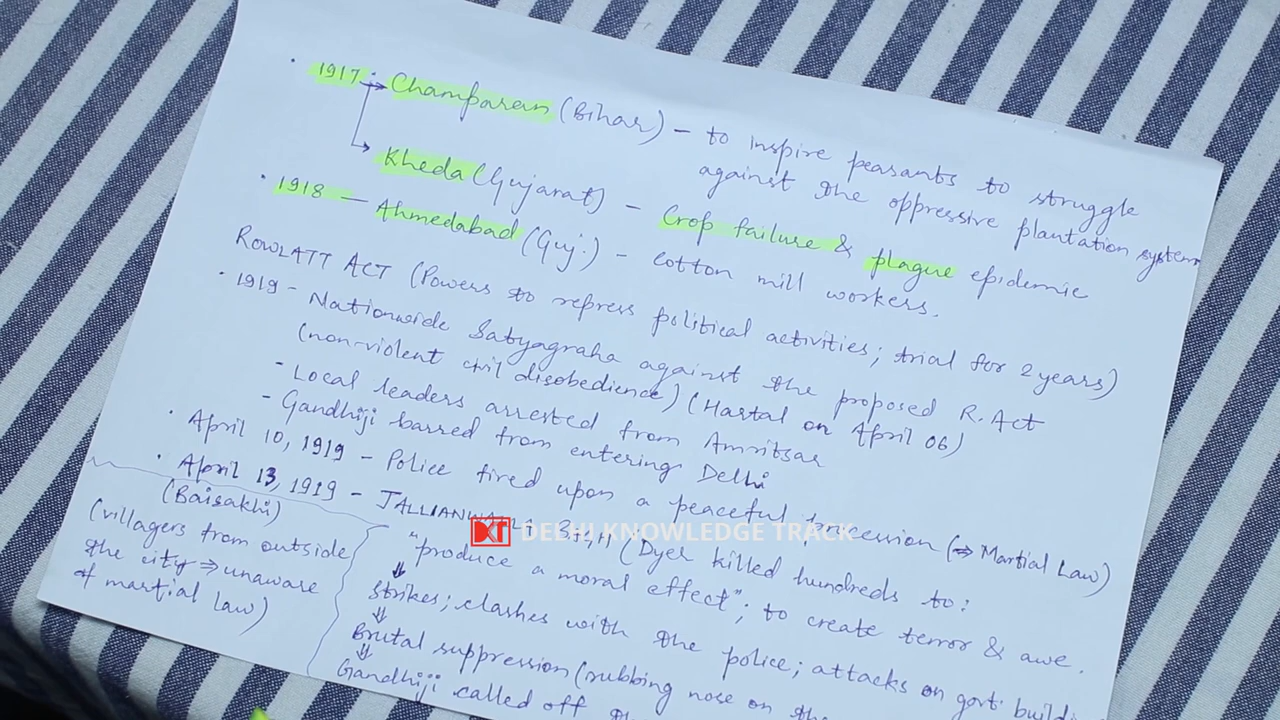 • 1917 :→ Champaran (Bihar) – to inspire peasants to struggle
against the oppressive plantation system
→ Kheda (Gujarat) – Crop failure & plague epidemic
• 1918 – Ahmedabad (Guj.) – cotton mill workers.
ROWLATT ACT (Powers to repress political activities; trial for 2 years)
• 1919 – Nationwide Satyagraha against the proposed R. Act
(non-violent civil disobedience) (Hartal on April 06)
- Local leaders arrested from Amritsar
- Gandhiji barred from entering Delhi
• April 10, 1919 – Police fired upon a peaceful procession (⇒ Martial Law)
• April 13, 1919 – JALLIANWALLA BAGH (Dyer killed hundreds to:
(Baisakhi)
(villagers from outside
the city ⇒ unaware
of martial law)
"produce a moral effect"; to create terror & awe.
⇓
Strikes; clashes with the police; attacks on govt. buildi
⇓
Brutal suppression (rubbing nose on the
⇓
Gandhiji called off the
DKT DELHI KNOWLEDGE TRACK